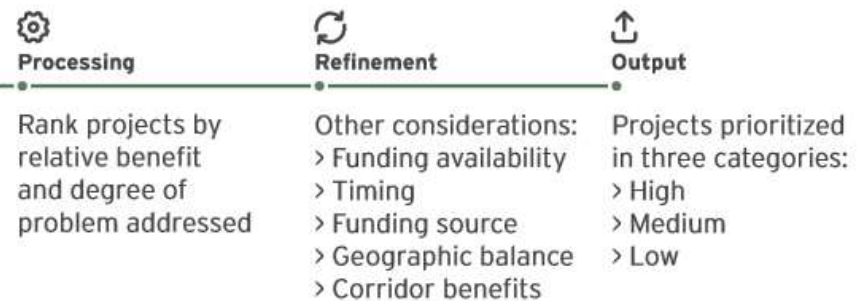 Processing
Rank projects by
relative benefit
and degree of
problem addressed
Refinement
Other considerations:
> Funding availability
> Timing
> Funding source
> Geographic balance
> Corridor benefits
Output
Projects prioritized
in three categories:
> High
> Medium
> Low